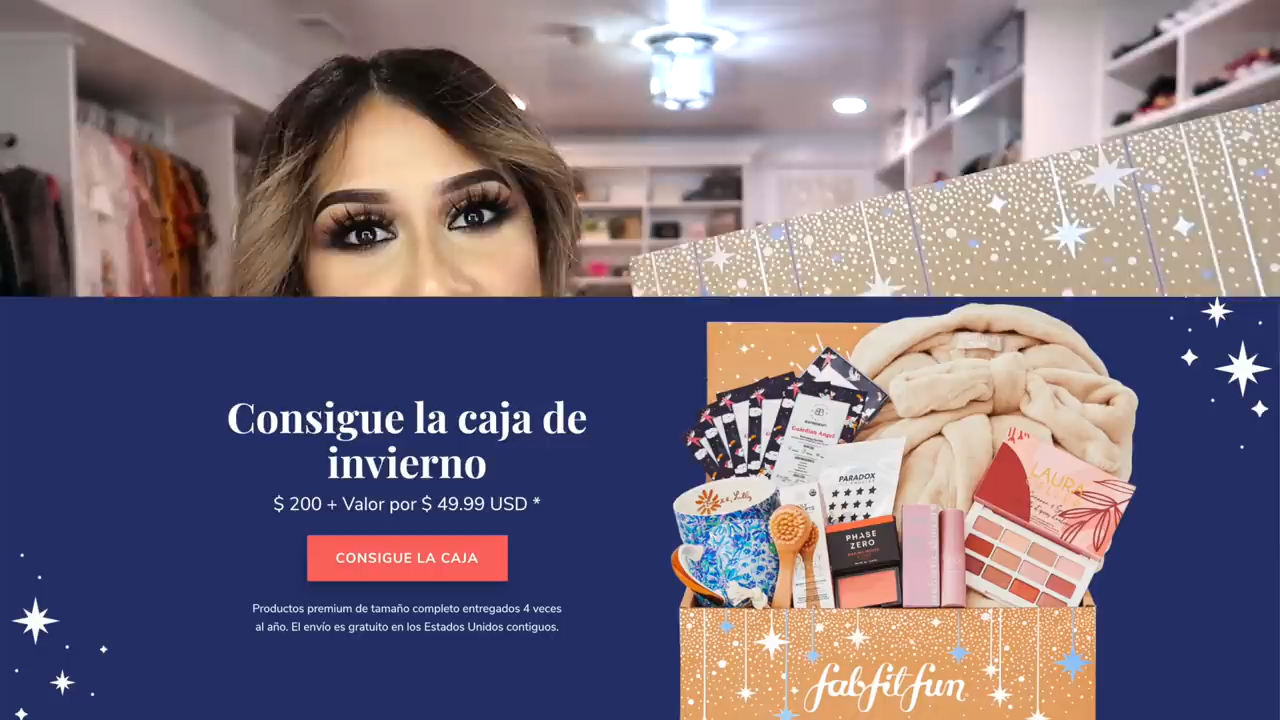 Consigue la caja de
invierno
$ 200 + Valor por $ 49.99 USD *
CONSIGUE LA CAJA
Productos premium de tamaño completo entregados 4 veces
al año. El envío es gratuito en los Estados Unidos contiguos.
Guardian Angel
PARADOX
PHASE
ZERO
LAURA
fabfitfun